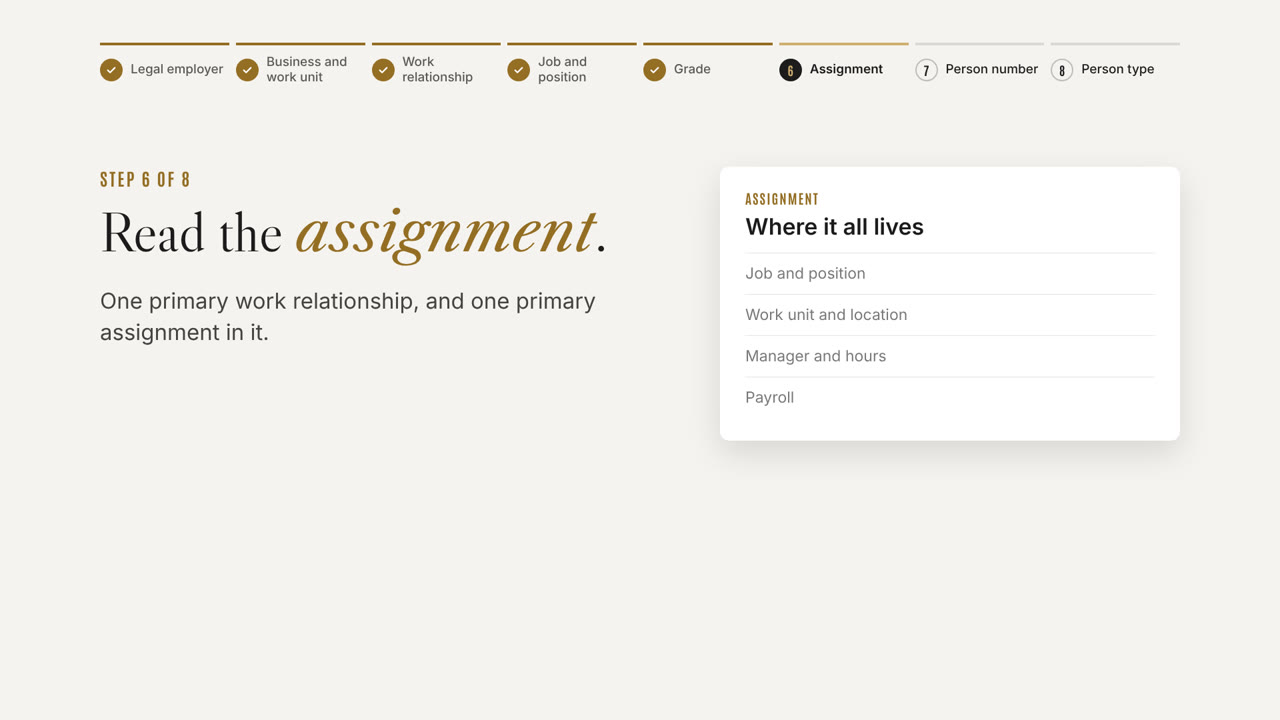 Legal employer
Business and
work unit
Work
relationship
Job and
position
Grade
6 Assignment
7 Person number
8 Person type
STEP 6 OF 8
Read the assignment.
One primary work relationship, and one primary
assignment in it.
ASSIGNMENT
Where it all lives
Job and position
Work unit and location
Manager and hours
Payroll